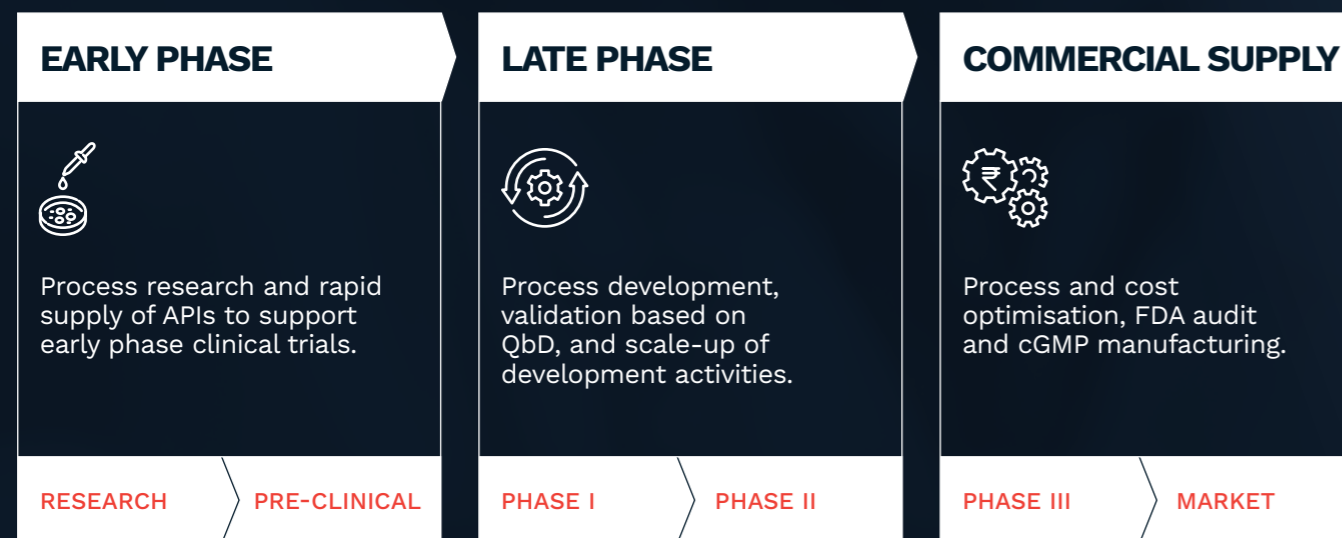 EARLY PHASE
Process research and rapid
supply of APIs to support
early phase clinical trials.
RESEARCH
PRE-CLINICAL
LATE PHASE
Process development,
validation based on
QbD, and scale-up of
development activities.
PHASE I
PHASE II
COMMERCIAL SUPPLY
₹
Process and cost
optimisation, FDA audit
and cGMP manufacturing.
PHASE III
MARKET